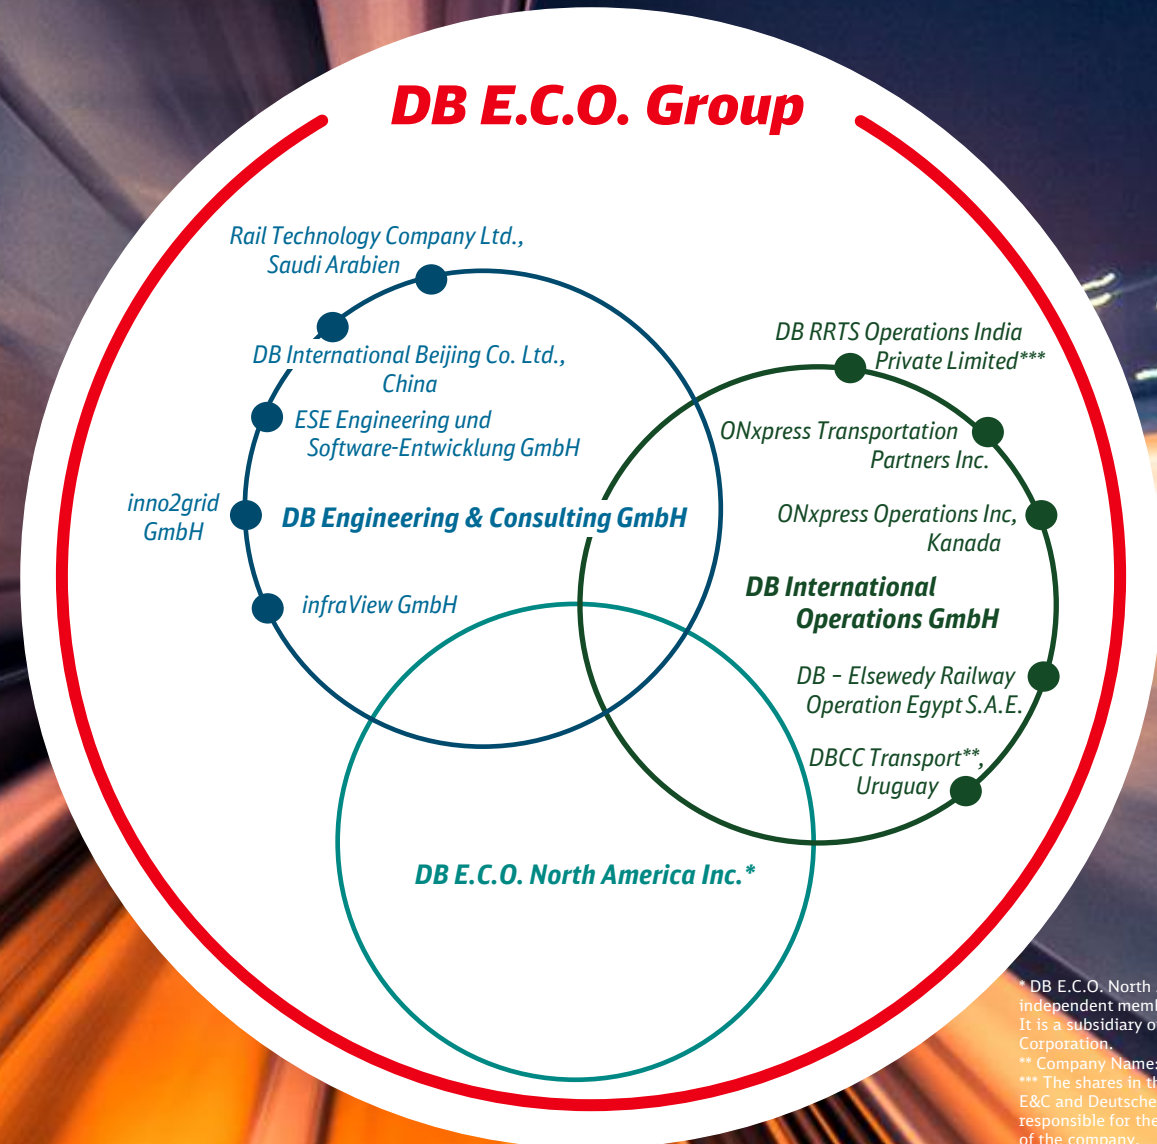 DB E.C.O. Group
Rail Technology Company Ltd.,
Saudi Arabien
DB International Beijing Co. Ltd.,
China
ESE Engineering und
Software-Entwicklung GmbH
inno2grid
GmbH
DB Engineering & Consulting GmbH
infraView GmbH
DB RRTS Operations India
Private Limited***
ONxpress Transportation
Partners Inc.
ONxpress Operations Inc,
Kanada
DB International
Operations GmbH
DB – Elsewedy Railway
Operation Egypt S.A.E.
DBCC Transport**,
Uruguay
DB E.C.O. North America Inc.*
* DB E.C.O. North
independent
It is a subsidiary
Corporation.
** Company Name:
*** The shares in
E&C and Deutsche
responsible for the
of the company.